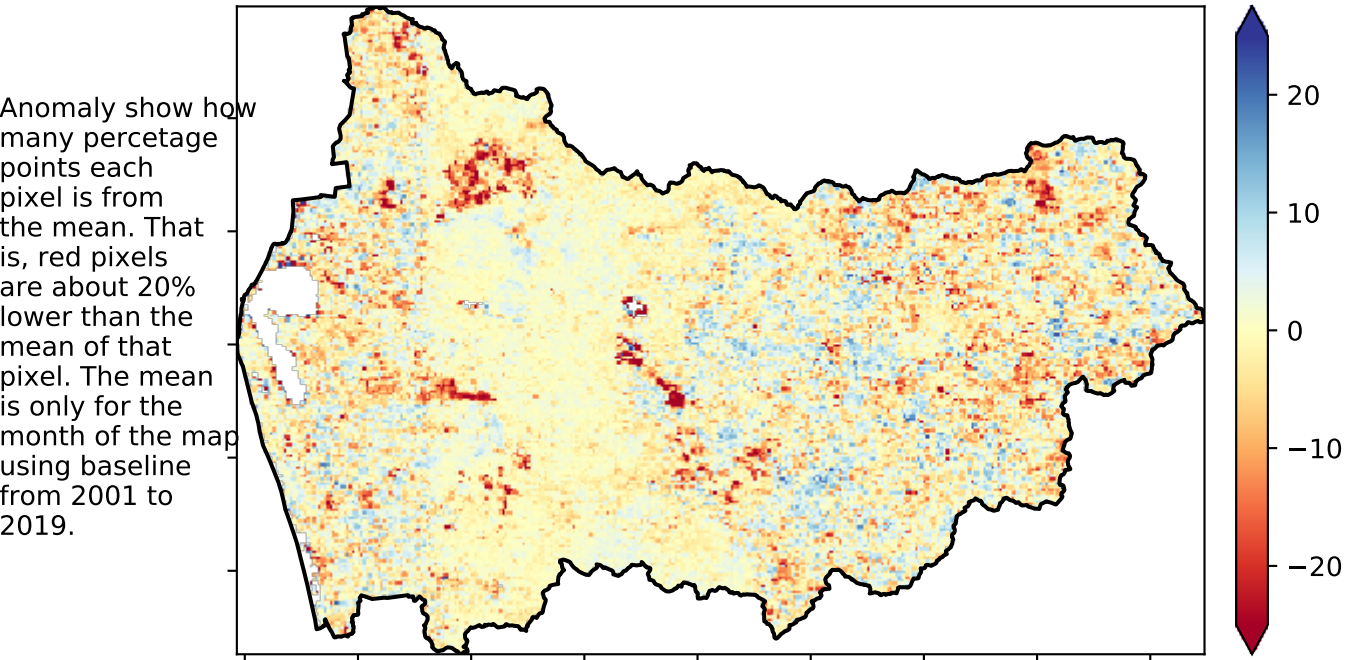 Anomaly show how
many percetage
points each
pixel is from
the mean. That
is, red pixels
are about 20%
lower than the
mean of that
pixel. The mean
is only for the
month of the map
using baseline
from 2001 to
2019.
20
10
0
−10
−20